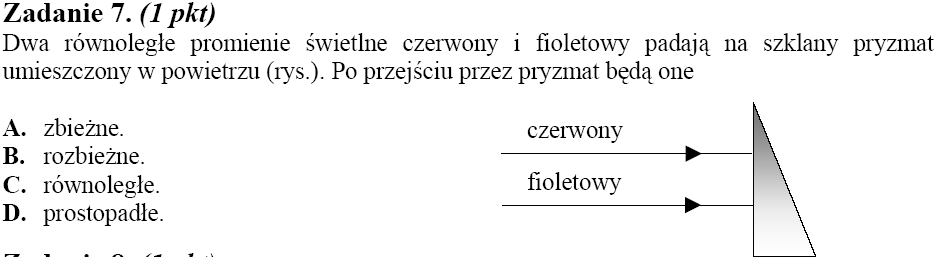 Zadanie 7. (1 pkt)
Dwa równoległe promienie świetlne czerwony i fioletowy padają na szklany pryzmat
umieszczony w powietrzu (rys.). Po przejściu przez pryzmat będą one
A. zbieżne.
B. rozbieżne.
C. równoległe.
D. prostopadłe.
czerwony
fioletowy